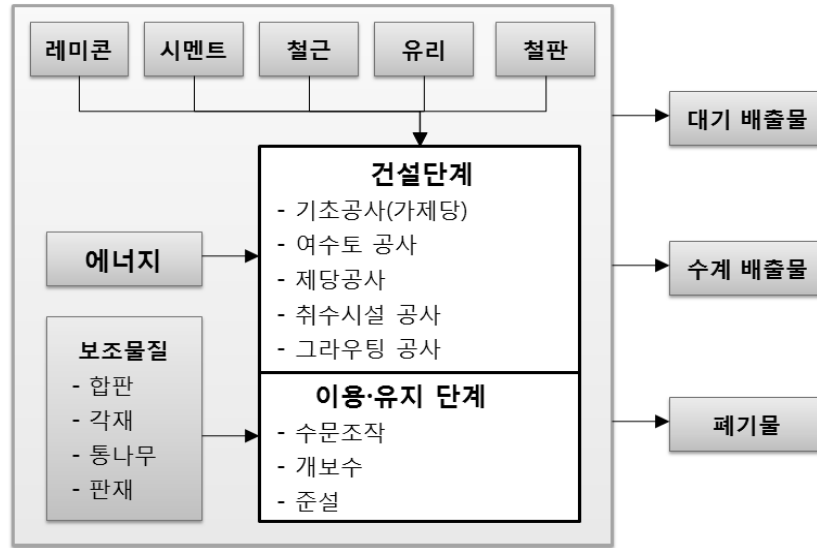 레미콘
시멘트
철근
유리
철판
대기 배출물
건설단계
- 기초공사(가제당)
- 여수토 공사
- 제당공사
- 취수시설 공사
- 그라우팅 공사
에너지
수계 배출물
보조물질
- 합판
- 각재
- 통나무
- 판재
이용·유지 단계
- 수문조작
- 개보수
- 준설
폐기물